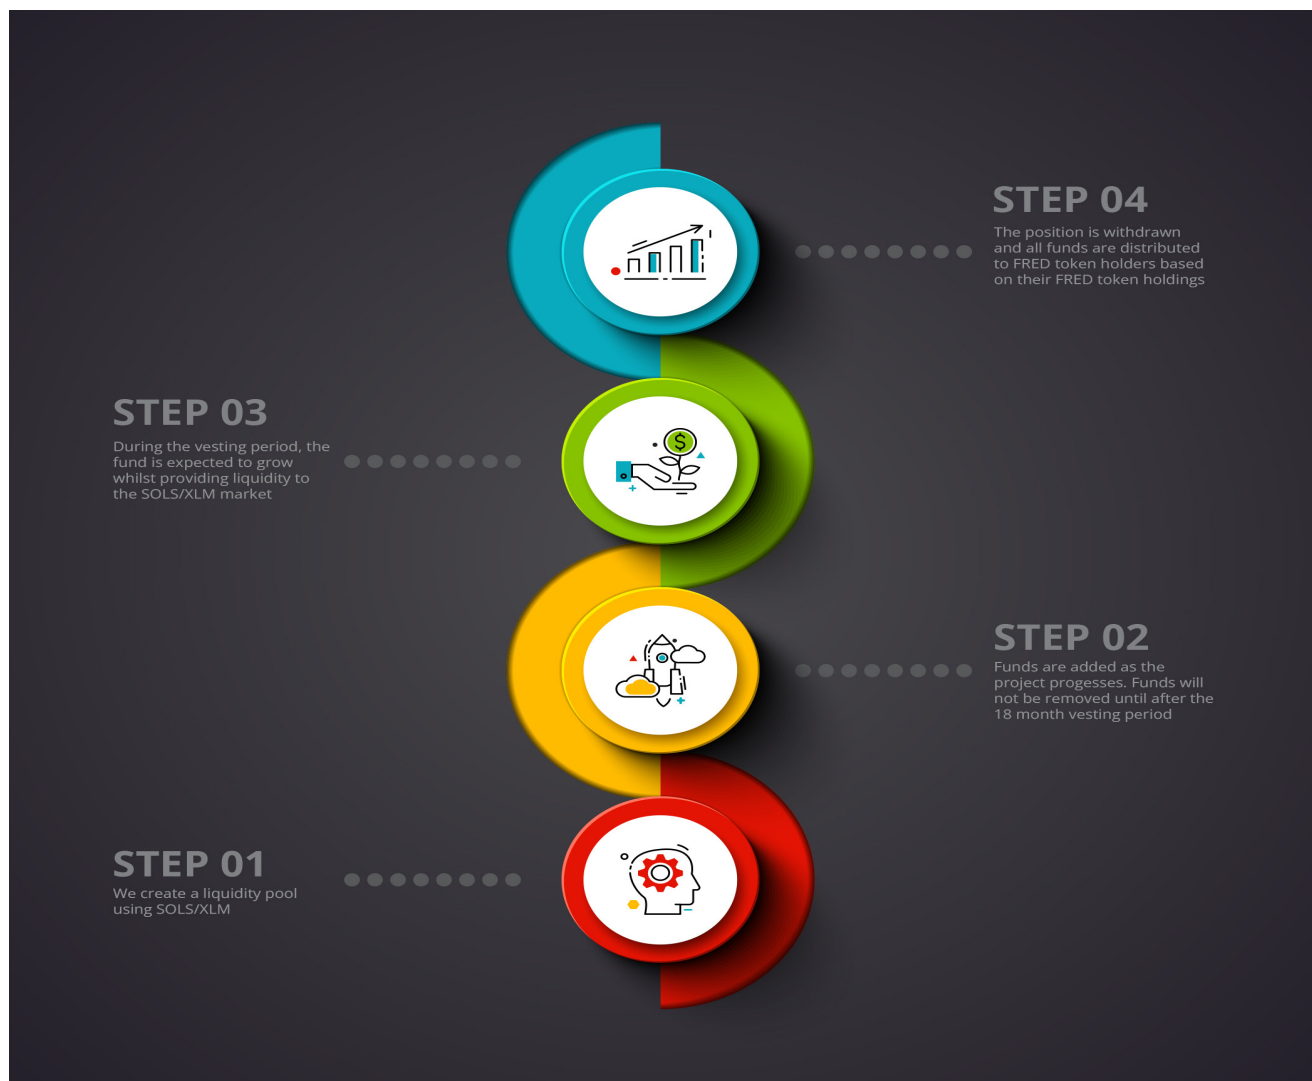 STEP 04
The position is withdrawn
and all funds are distributed
to FRED token holders based
on their FRED token holdings
STEP 03
During the vesting period, the
fund is expected to grow
whilst providing liquidity to
the SOLS/XLM market
STEP 02
Funds are added as the
project progesses. Funds will
not be removed until after the
18 month vesting period
STEP 01
We create a liquidity pool
using SOLS/XLM
$